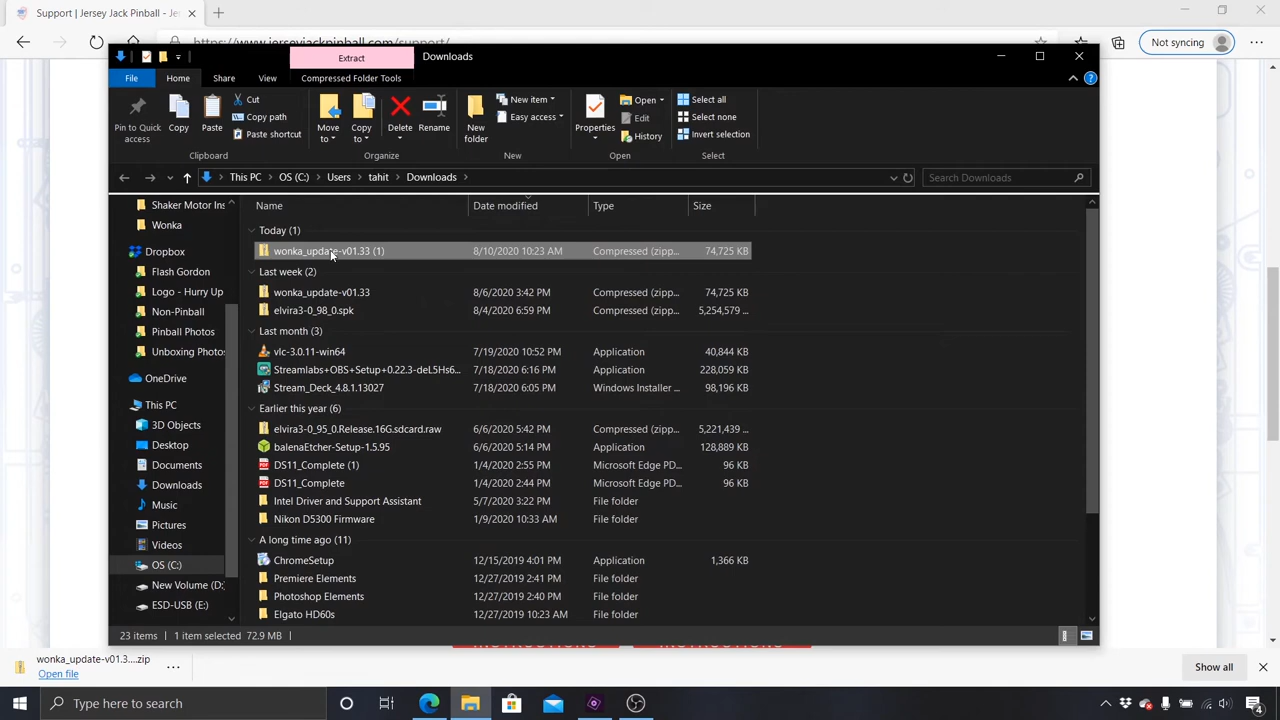 Support | Jersey Jack Pinball - Jer
https://www.jerseyjackpinball.com/support/
Not syncing
Extract
Downloads
File
Home
Share
View
Compressed Folder Tools
Pin to Quick access
Copy
Paste
Cut
Copy path
Paste shortcut
Clipboard
Move to
Copy to
Delete
Rename
Organize
New folder
New item
Easy access
New
Properties
Open
Edit
History
Open
Select all
Select none
Invert selection
Select
This PC
OS (C:)
Users
tahit
Downloads
Search Downloads
Shaker Motor Ins
Wonka
Dropbox
Flash Gordon
Logo - Hurry Up
Non-Pinball
Pinball Photos
Unboxing Photos
OneDrive
This PC
3D Objects
Desktop
Documents
Downloads
Music
Pictures
Videos
OS (C:)
New Volume (D:
ESD-USB (E:)
Name Date modified Type Size
Today (1)
wonka_update-v01.33 (1) 8/10/2020 10:23 AM Compressed (zipp... 74,725 KB
Last week (2)
wonka_update-v01.33 8/6/2020 3:42 PM Compressed (zipp... 74,725 KB
elvira3-0_98_0.spk 8/4/2020 6:59 PM Compressed (zipp... 5,254,579 ...
Last month (3)
vlc-3.0.11-win64 7/19/2020 10:52 PM Application 40,844 KB
Streamlabs+OBS+Setup+0.22.3-deL5Hs6... 7/18/2020 6:16 PM Application 228,059 KB
Stream_Deck_4.8.1.13027 7/18/2020 6:05 PM Windows Installer ... 98,196 KB
Earlier this year (6)
elvira3-0_95_0.Release.16G.sdcard.raw 6/6/2020 5:42 PM Compressed (zipp... 5,221,439 ...
balenaEtcher-Setup-1.5.95 6/6/2020 5:14 PM Application 128,889 KB
DS11_Complete (1) 1/4/2020 2:55 PM Microsoft Edge PD... 96 KB
DS11_Complete 1/4/2020 2:44 PM Microsoft Edge PD... 96 KB
Intel Driver and Support Assistant 5/7/2020 3:22 PM File folder
Nikon D5300 Firmware 1/9/2020 10:33 AM File folder
A long time ago (11)
ChromeSetup 12/15/2019 4:01 PM Application 1,366 KB
Premiere Elements 12/27/2019 2:41 PM File folder
Photoshop Elements 12/27/2019 2:40 PM File folder
Elgato HD60s 12/27/2019 10:23 AM File folder
23 items 1 item selected 72.9 MB
INSTRUCTIONS INSTRUCTIONS
wonka_update-v01.3....zip
Open file
Show all
Type here to search
4